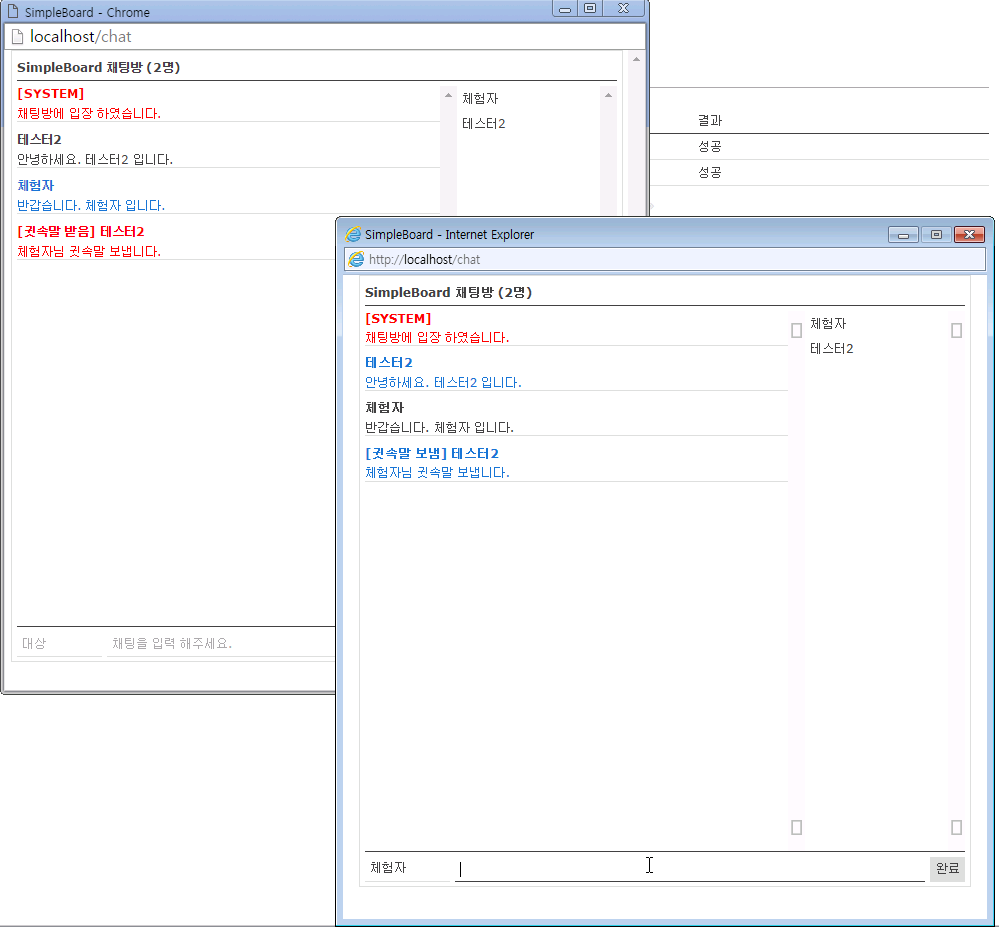 SimpleBoard - Chrome
localhost/chat
SimpleBoard 채팅방 (2명)
[SYSTEM]
채팅방에 입장 하였습니다.
테스터2
안녕하세요. 테스터2 입니다.
체험자
반갑습니다. 체험자 입니다.
[귓속말 받음] 테스터2
체험자님 귓속말 보냅니다.
체험자
테스터2
대상
채팅을 입력 해주세요.
결과
성공
성공
SimpleBoard - Internet Explorer
http://localhost/chat
SimpleBoard 채팅방 (2명)
[SYSTEM]
채팅방에 입장 하였습니다.
테스터2
안녕하세요. 테스터2 입니다.
체험자
반갑습니다. 체험자 입니다.
[귓속말 보냄] 테스터2
체험자님 귓속말 보냅니다.
체험자
테스터2
체험자
완료